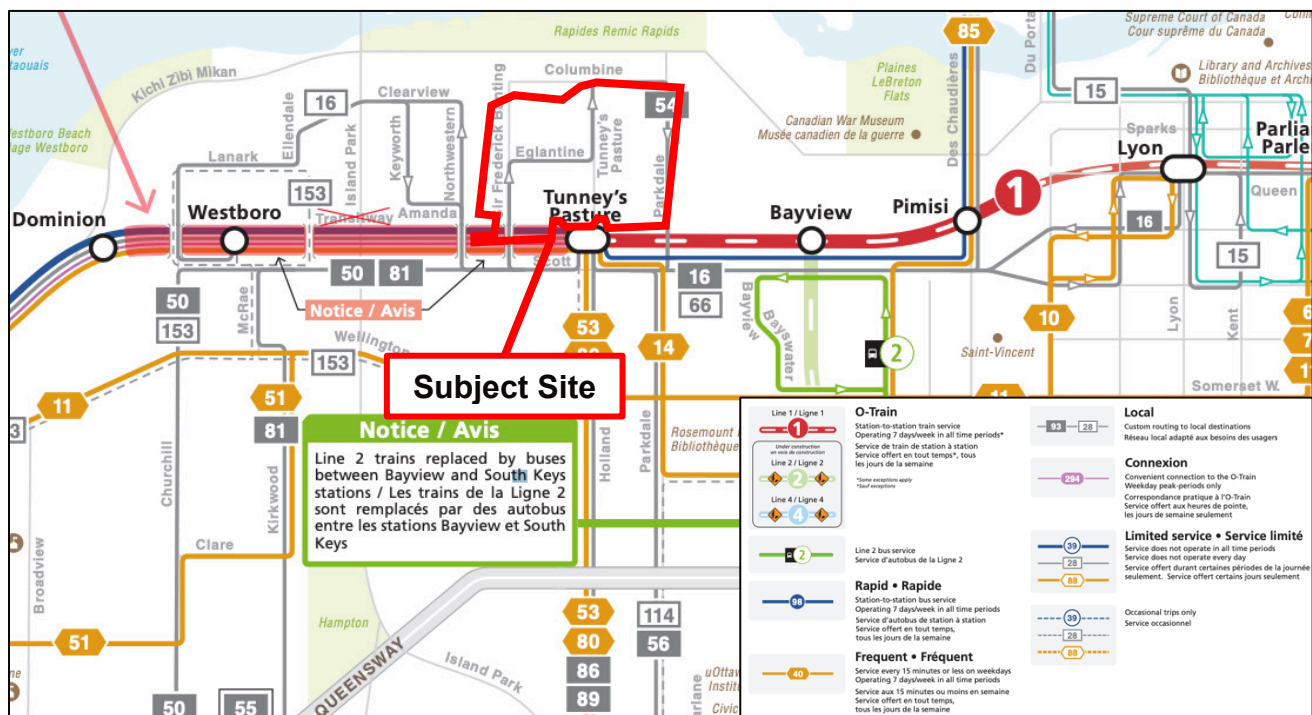 85
Supreme Court of Canada
Cour suprême du Canada
Rapides Remic Rapids
Du Porta
Library and Archives
Bibliothèque et Archi
Kichi Zībī Mīkan
Columbine
Plaines
LeBreton
Flats
Clearview
16
54
15
Canadian War Museum
Musée canadien de la guerre
Des Chaudières
Westboro Beach
lage Westboro
Ellendale
Island Park
Keyworth
Northwestern
Sir Frederick Banting
Eglantine
Tunney's
Pasture
Parkdale
Sparks
Lyon
Parlia
Parle
Lanark
153
Transitway
Amanda
Queen
Dominion
Westboro
Tunney's
Pasture
Bayview
Pimisi
1
16
15
Scott
50
81
16
66
50
153
McRae
Notice / Avis
Wellington
153
53
14
Bayview
Bayswater
2
10
Lyon
Kent
Saint-Vincent
Somerset W.
11
51
81
11
Subject Site
Rosemount
Bibliothèque
Notice / Avis
Line 2 trains replaced by buses
between Bayview and South Keys
stations / Les trains de la Ligne 2
sont remplacés par des autobus
entre les stations Bayview et South
Keys
Churchill
Kirkwood
Holland
Parkdale
Clare
Broadview
51
Hampton
QUEENSWAY
Island Park
53
80
86
89
114
56
50
55
uOttaw
Institu
Civic
Line 1 / Ligne 1
1
O-Train
Station-to-station train service
Operating 7 days/week in all time periods*
Service de train de station à station
Service offert en tout temps*, tous
les jours de la semaine
*Some exceptions apply
*Sauf exceptions
Under construction
en voie de construction
Line 2 / Ligne 2
2
Line 4 / Ligne 4
4
2
Line 2 bus service
Service d'autobus de la Ligne 2
98
Rapid • Rapide
Station-to-station bus service
Operating 7 days/week in all time periods
Service d'autobus de station à station
Service offert en tout temps,
tous les jours de la semaine
40
Frequent • Fréquent
Service every 15 minutes or less on weekdays
Operating 7 days/week in all time periods
Service aux 15 minutes ou moins en semaine
Service offert en tout temps,
tous les jours de la semaine
93
28
Local
Custom routing to local destinations
Réseau local adapté aux besoins des usagers
294
Connexion
Convenient connection to the O-Train
Weekday peak-periods only
Correspondance pratique à l'O-Train
Service offert aux heures de pointe,
les jours de semaine seulement
39
28
88
Limited service • Service limité
Service does not operate in all time periods
Service does not operate every day
Service offert durant certaines périodes de la journée
seulement. Service offert certains jours seulement
39
28
88
Occasional trips only
Service occasionnel